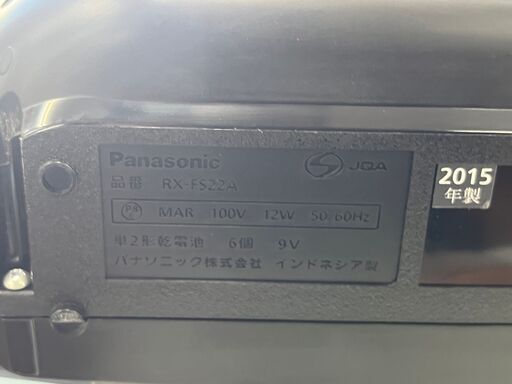 Panasonic
JQA
品番 RX-FS22A
PS E MAR 100V 12W 50/60Hz
単2形乾電池 6個 9V
パナソニック株式会社 インドネシア製
2015
年製